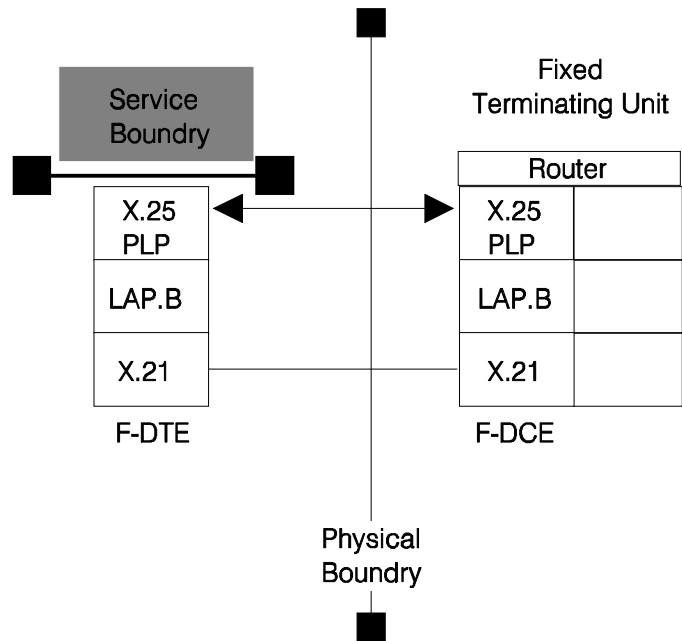 Service
Boundry
Fixed
Terminating Unit
Router
X.25
PLP
LAP.B
X.21
F-DTE
X.25
PLP
LAP.B
X.21
F-DCE
Physical
Boundry